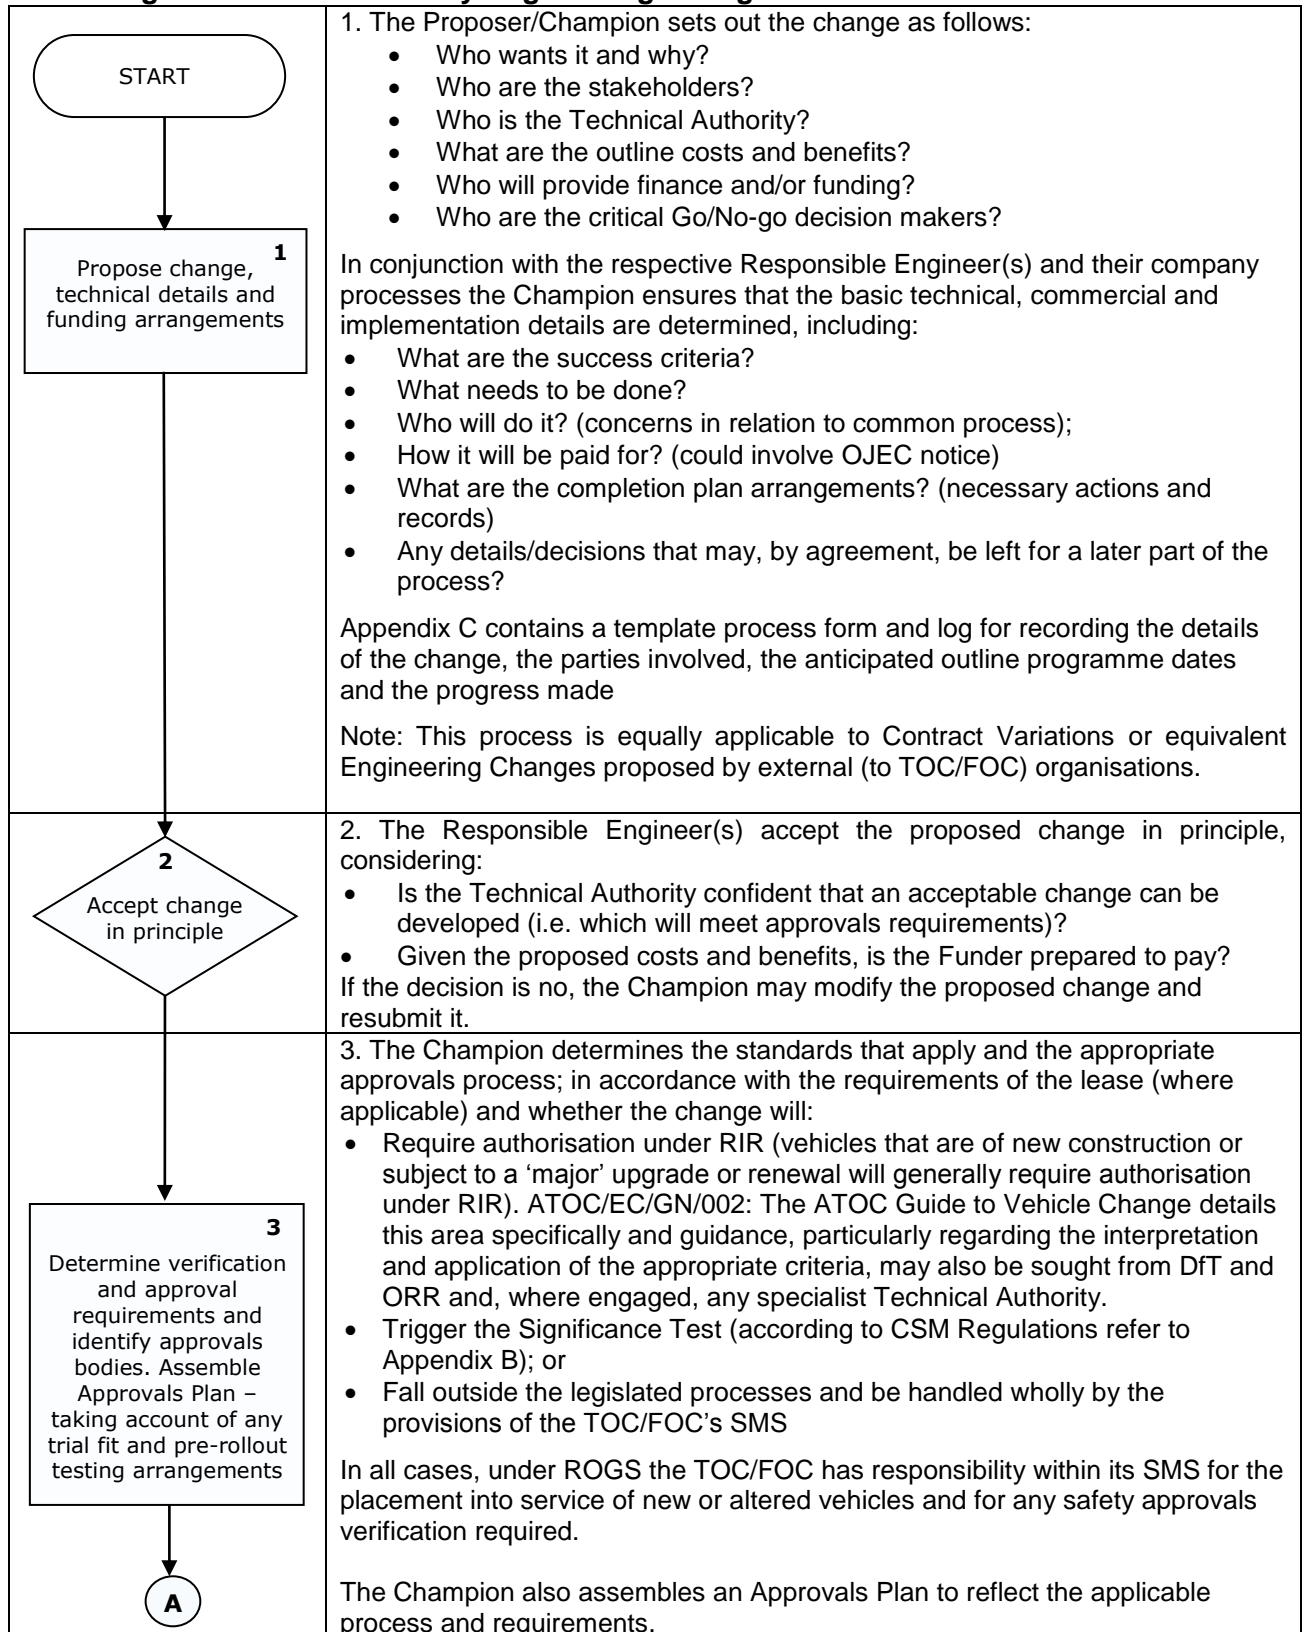 START
1
Propose change,
technical details and
funding arrangements
1. The Proposer/Champion sets out the change as follows:
• Who wants it and why?
• Who are the stakeholders?
• Who is the Technical Authority?
• What are the outline costs and benefits?
• Who will provide finance and/or funding?
• Who are the critical Go/No-go decision makers?
In conjunction with the respective Responsible Engineer(s) and their company
processes the Champion ensures that the basic technical, commercial and
implementation details are determined, including:
• What are the success criteria?
• What needs to be done?
• Who will do it? (concerns in relation to common process);
• How it will be paid for? (could involve OJEC notice)
• What are the completion plan arrangements? (necessary actions and
records)
• Any details/decisions that may, by agreement, be left for a later part of the
process?
Appendix C contains a template process form and log for recording the details
of the change, the parties involved, the anticipated outline programme dates
and the progress made
Note: This process is equally applicable to Contract Variations or equivalent
Engineering Changes proposed by external (to TOC/FOC) organisations.
2
Accept change
in principle
2. The Responsible Engineer(s) accept the proposed change in principle,
considering:
• Is the Technical Authority confident that an acceptable change can be
developed (i.e. which will meet approvals requirements)?
• Given the proposed costs and benefits, is the Funder prepared to pay?
If the decision is no, the Champion may modify the proposed change and
resubmit it.
3
Determine verification
and approval
requirements and
identify approvals
bodies. Assemble
Approvals Plan –
taking account of any
trial fit and pre-rollout
testing arrangements
A
3. The Champion determines the standards that apply and the appropriate
approvals process; in accordance with the requirements of the lease (where
applicable) and whether the change will:
• Require authorisation under RIR (vehicles that are of new construction or
subject to a ‘major’ upgrade or renewal will generally require authorisation
under RIR). ATOC/EC/GN/002: The ATOC Guide to Vehicle Change details
this area specifically and guidance, particularly regarding the interpretation
and application of the appropriate criteria, may also be sought from DfT and
ORR and, where engaged, any specialist Technical Authority.
• Trigger the Significance Test (according to CSM Regulations refer to
Appendix B); or
• Fall outside the legislated processes and be handled wholly by the
provisions of the TOC/FOC’s SMS
In all cases, under ROGS the TOC/FOC has responsibility within its SMS for the
placement into service of new or altered vehicles and for any safety approvals
verification required.
The Champion also assembles an Approvals Plan to reflect the applicable
process and requirements.